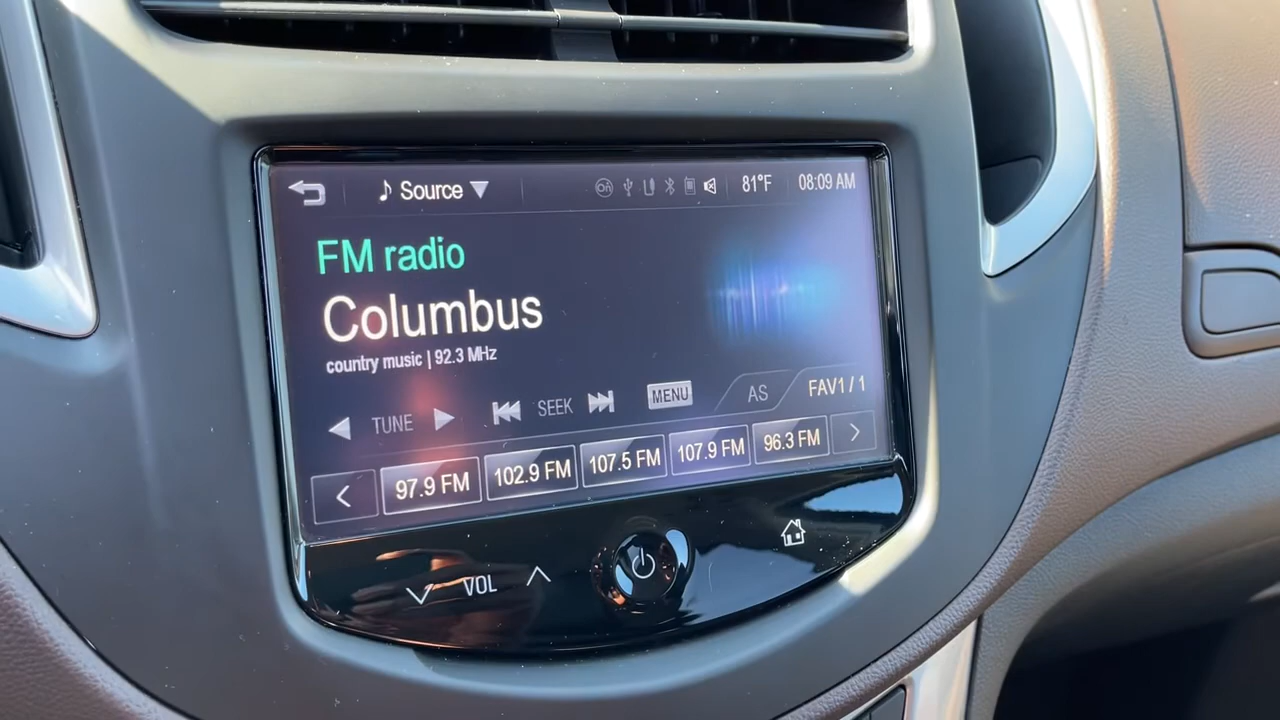 Source 81°F 08:09 AM
FM radio
Columbus
country music | 92.3 MHz
TUNE SEEK MENU AS FAV1 / 1
97.9 FM 102.9 FM 107.5 FM 107.9 FM 96.3 FM
VOL